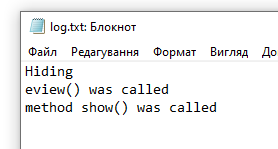 log.txt: Блокнот
Файл Редагування Формат Вигляд До
Hiding
eview() was called
method show() was called